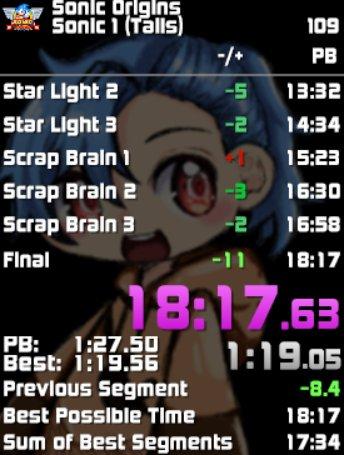 Sonic Origins
Sonic 1 (Tails) 109
-/+ PB
Star Light 2 -5 13:32
Star Light 3 -2 14:34
Scrap Brain 1 +1 15:23
Scrap Brain 2 -3 16:30
Scrap Brain 3 -2 16:58
Final -11 18:17
18:17.63
PB: 1:27.50
Best: 1:19.56 1:19.05
Previous Segment -8.4
Best Possible Time 18:17
Sum of Best Segments 17:34